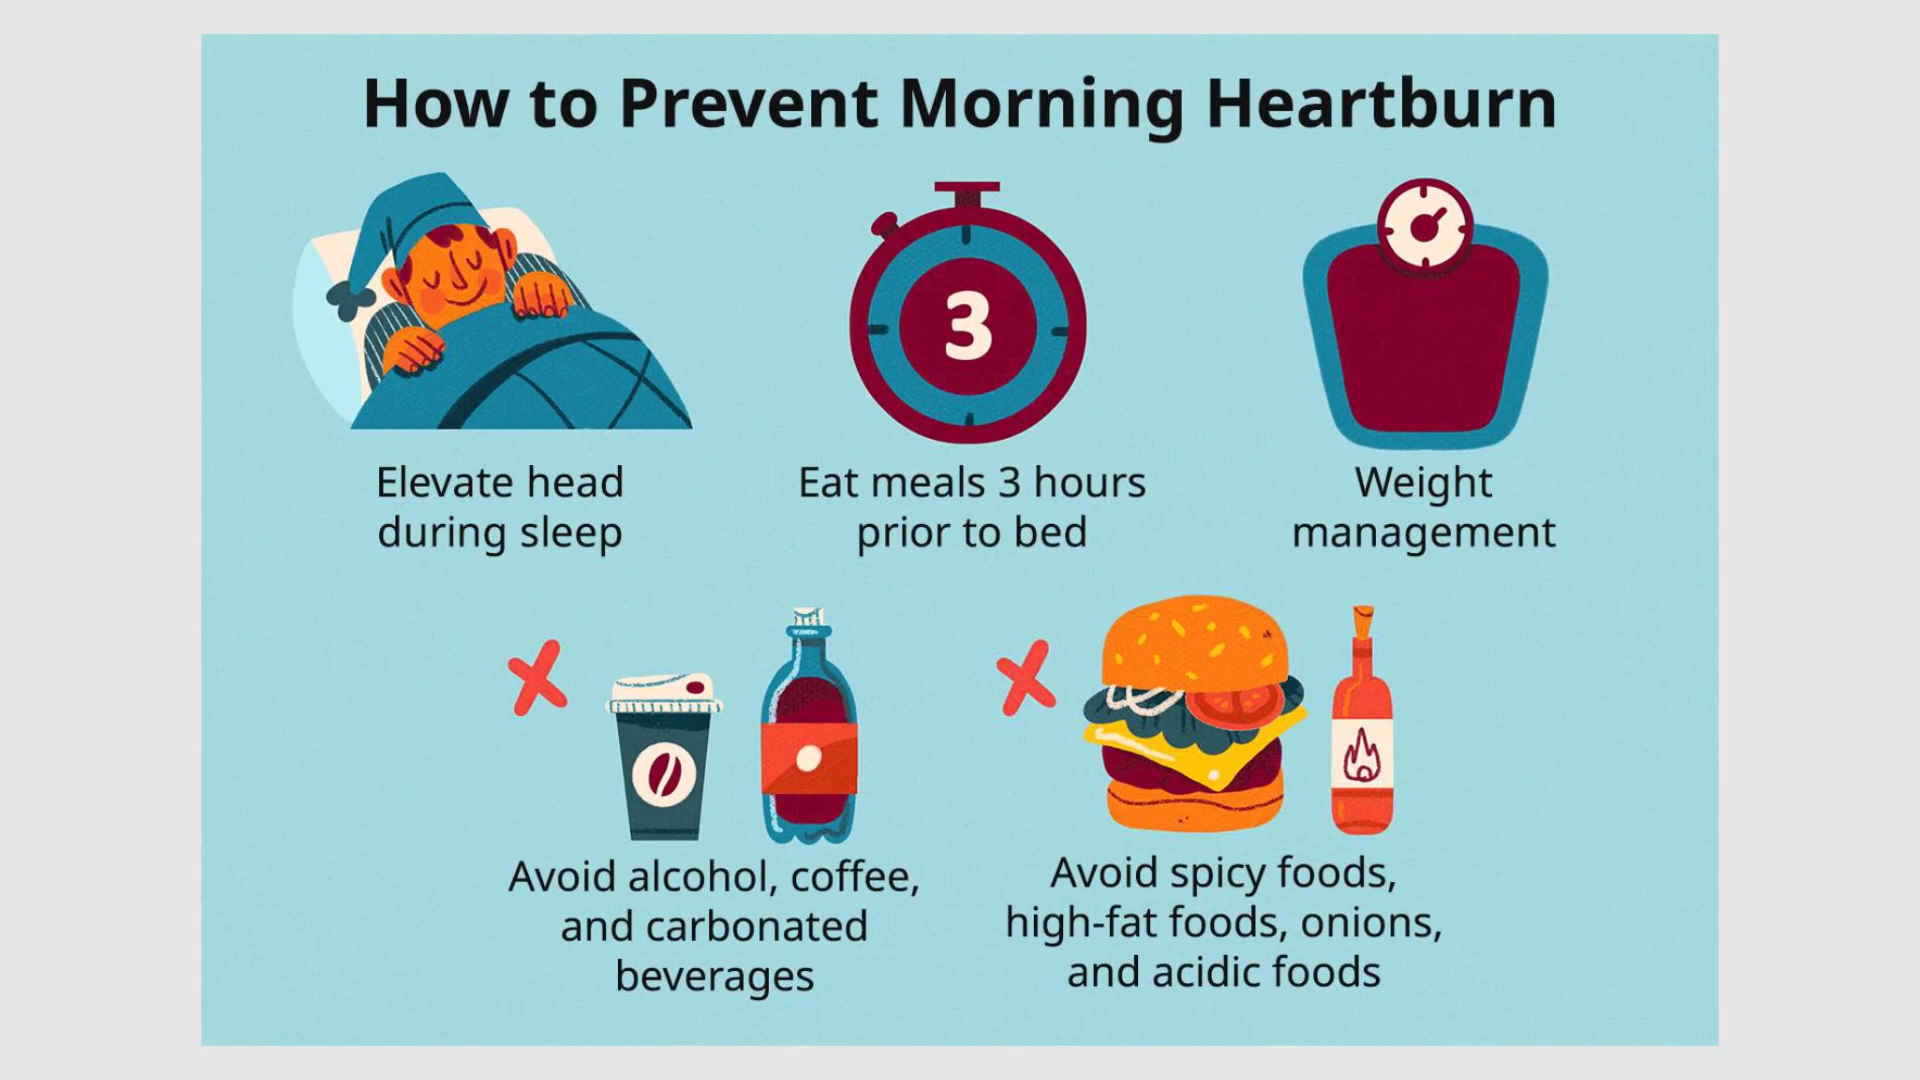 How to Prevent Morning Heartburn
3
Elevate head
during sleep
Eat meals 3 hours
prior to bed
Weight
management
Avoid alcohol, coffee,
and carbonated
beverages
Avoid spicy foods,
high-fat foods, onions,
and acidic foods